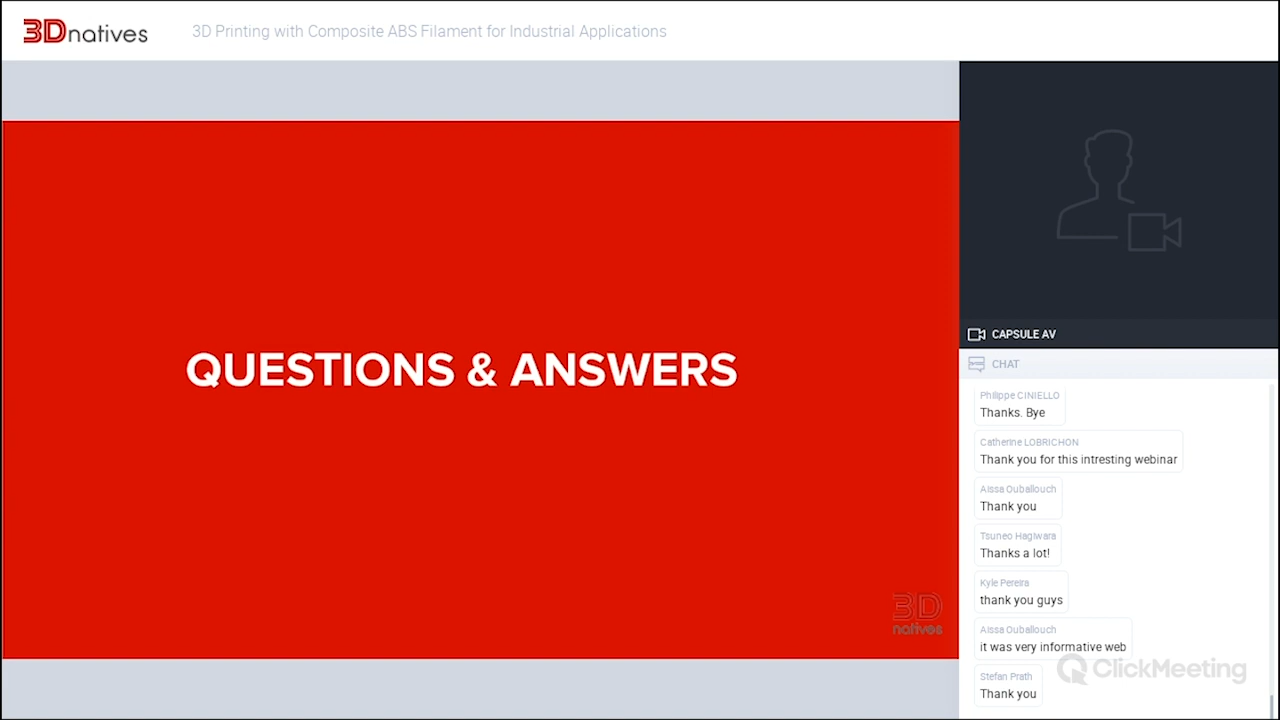 3Dnatives
3D Printing with Composite ABS Filament for Industrial Applications
QUESTIONS & ANSWERS
3D
natives
CAPSULE AV
CHAT
Philippe CINIELLO
Thanks. Bye
Catherine LOBRICHON
Thank you for this intresting webinar
Aissa Ouballouch
Thank you
Tsuneo Hagiwara
Thanks a lot!
Kyle Pereira
thank you guys
Aissa Ouballouch
it was very informative web
ClickMeeting
Stefan Prath
Thank you